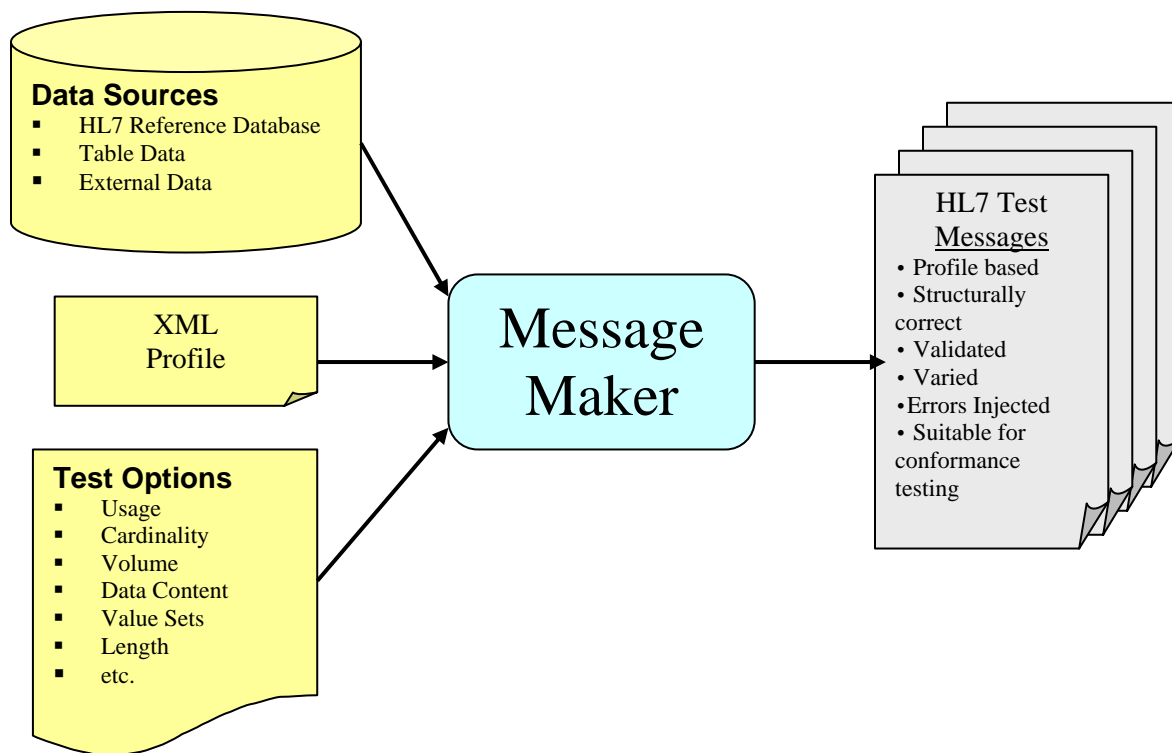 Data Sources
▪ HL7 Reference Database
▪ Table Data
▪ External Data
XML
Profile
Test Options
▪ Usage
▪ Cardinality
▪ Volume
▪ Data Content
▪ Value Sets
▪ Length
▪ etc.
Message
Maker
HL7 Test
Messages
• Profile based
• Structurally
correct
• Validated
• Varied
•Errors Injected
• Suitable for
conformance
testing